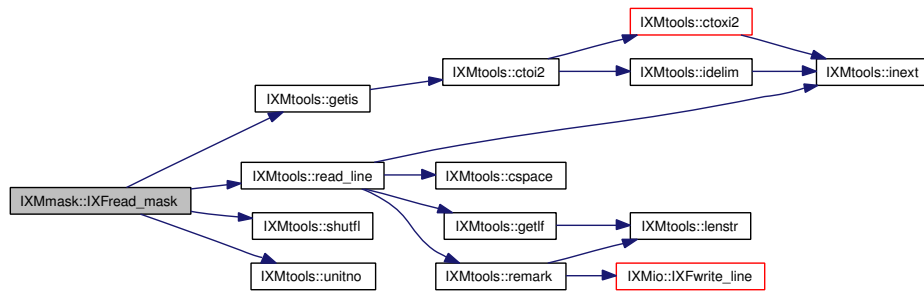 IXMmask::IXFread_mask
IXMtools::getis
IXMtools::read_line
IXMtools::shutfl
IXMtools::unitno
IXMtools::ctoi2
IXMtools::cspace
IXMtools::getlf
IXMtools::remark
IXMtools::ctoxi2
IXMtools::idelim
IXMtools::lenstr
IXMio::IXFwrite_line
IXMtools::inext